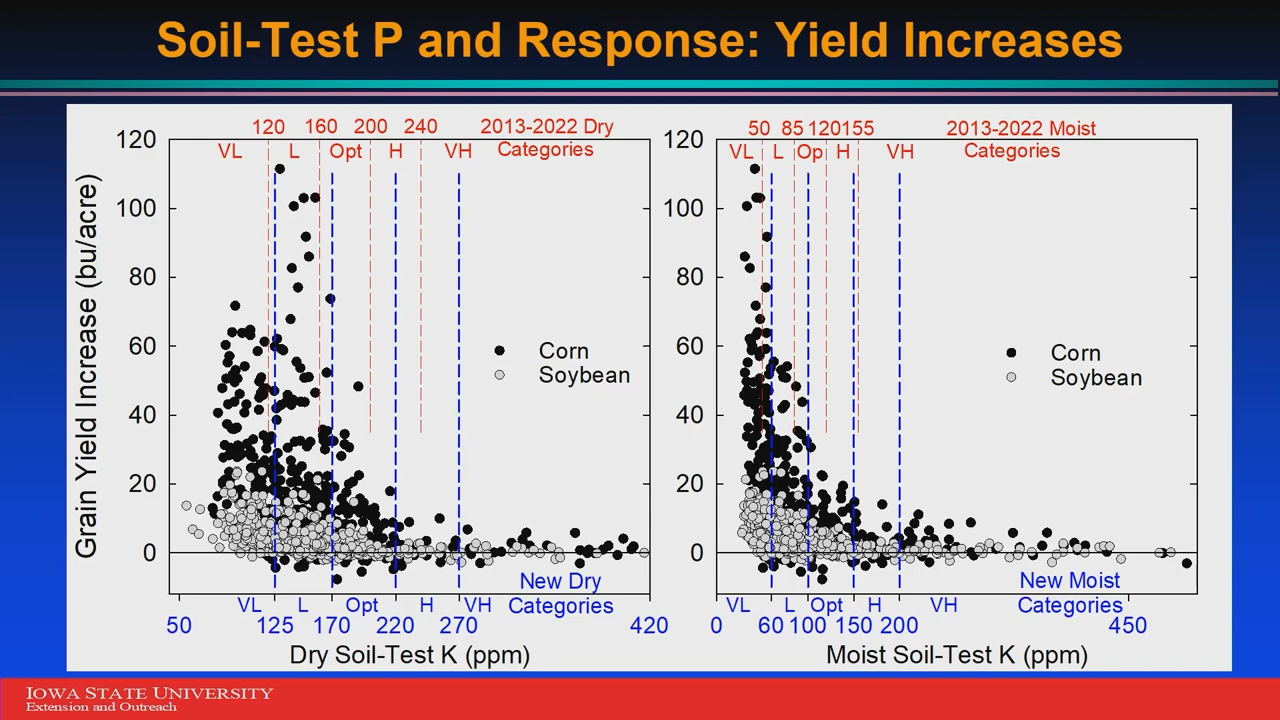 Soil-Test P and Response: Yield Increases
120 160 200 240 2013-2022 Dry
VL L Opt H VH Categories
120
100
80
60
40
20
0
Grain Yield Increase (bu/acre)
Corn
Soybean
New Dry
VL L Opt H VH Categories
50 125 170 220 270 420
Dry Soil-Test K (ppm)
50 85 120 155 2013-2022 Moist
VL L Op H VH Categories
120
100
80
60
40
20
0
Corn
Soybean
New Moist
VL L Opt H VH Categories
0 60 100 150 200 450
Moist Soil-Test K (ppm)
IOWA STATE UNIVERSITY
Extension and Outreach